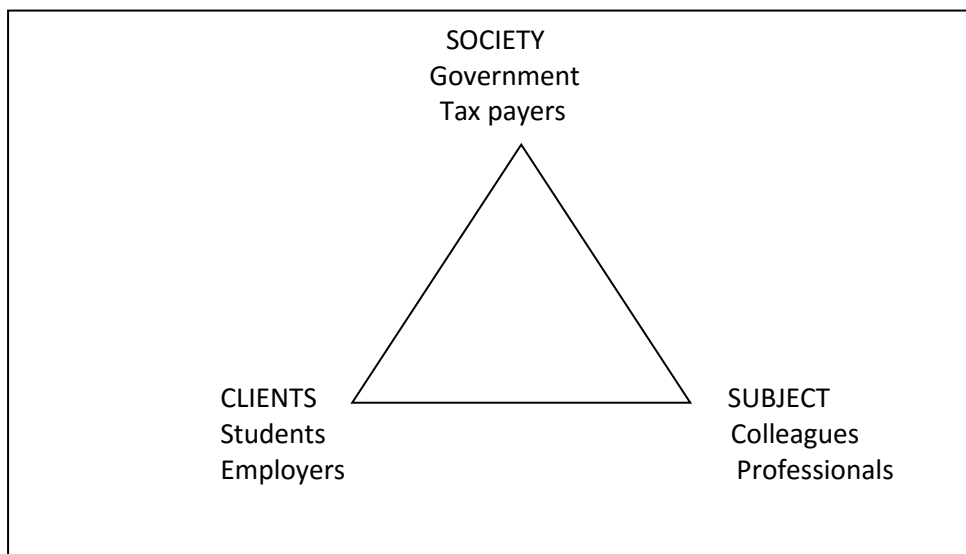 SOCIETY
Government
Tax payers
CLIENTS
Students
Employers
SUBJECT
Colleagues
Professionals